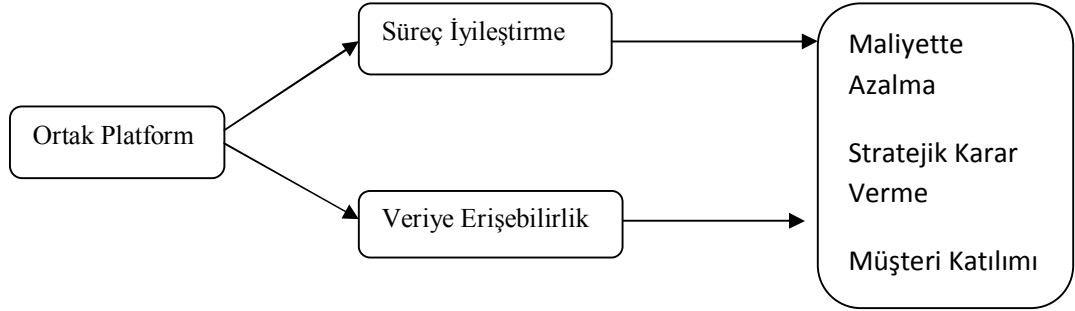 Ortak Platform
Süreç İyileştirme
Veriye Erişebilirlik
Maliyette
Azalma
Stratejik Karar
Verme
Müşteri Katılımı